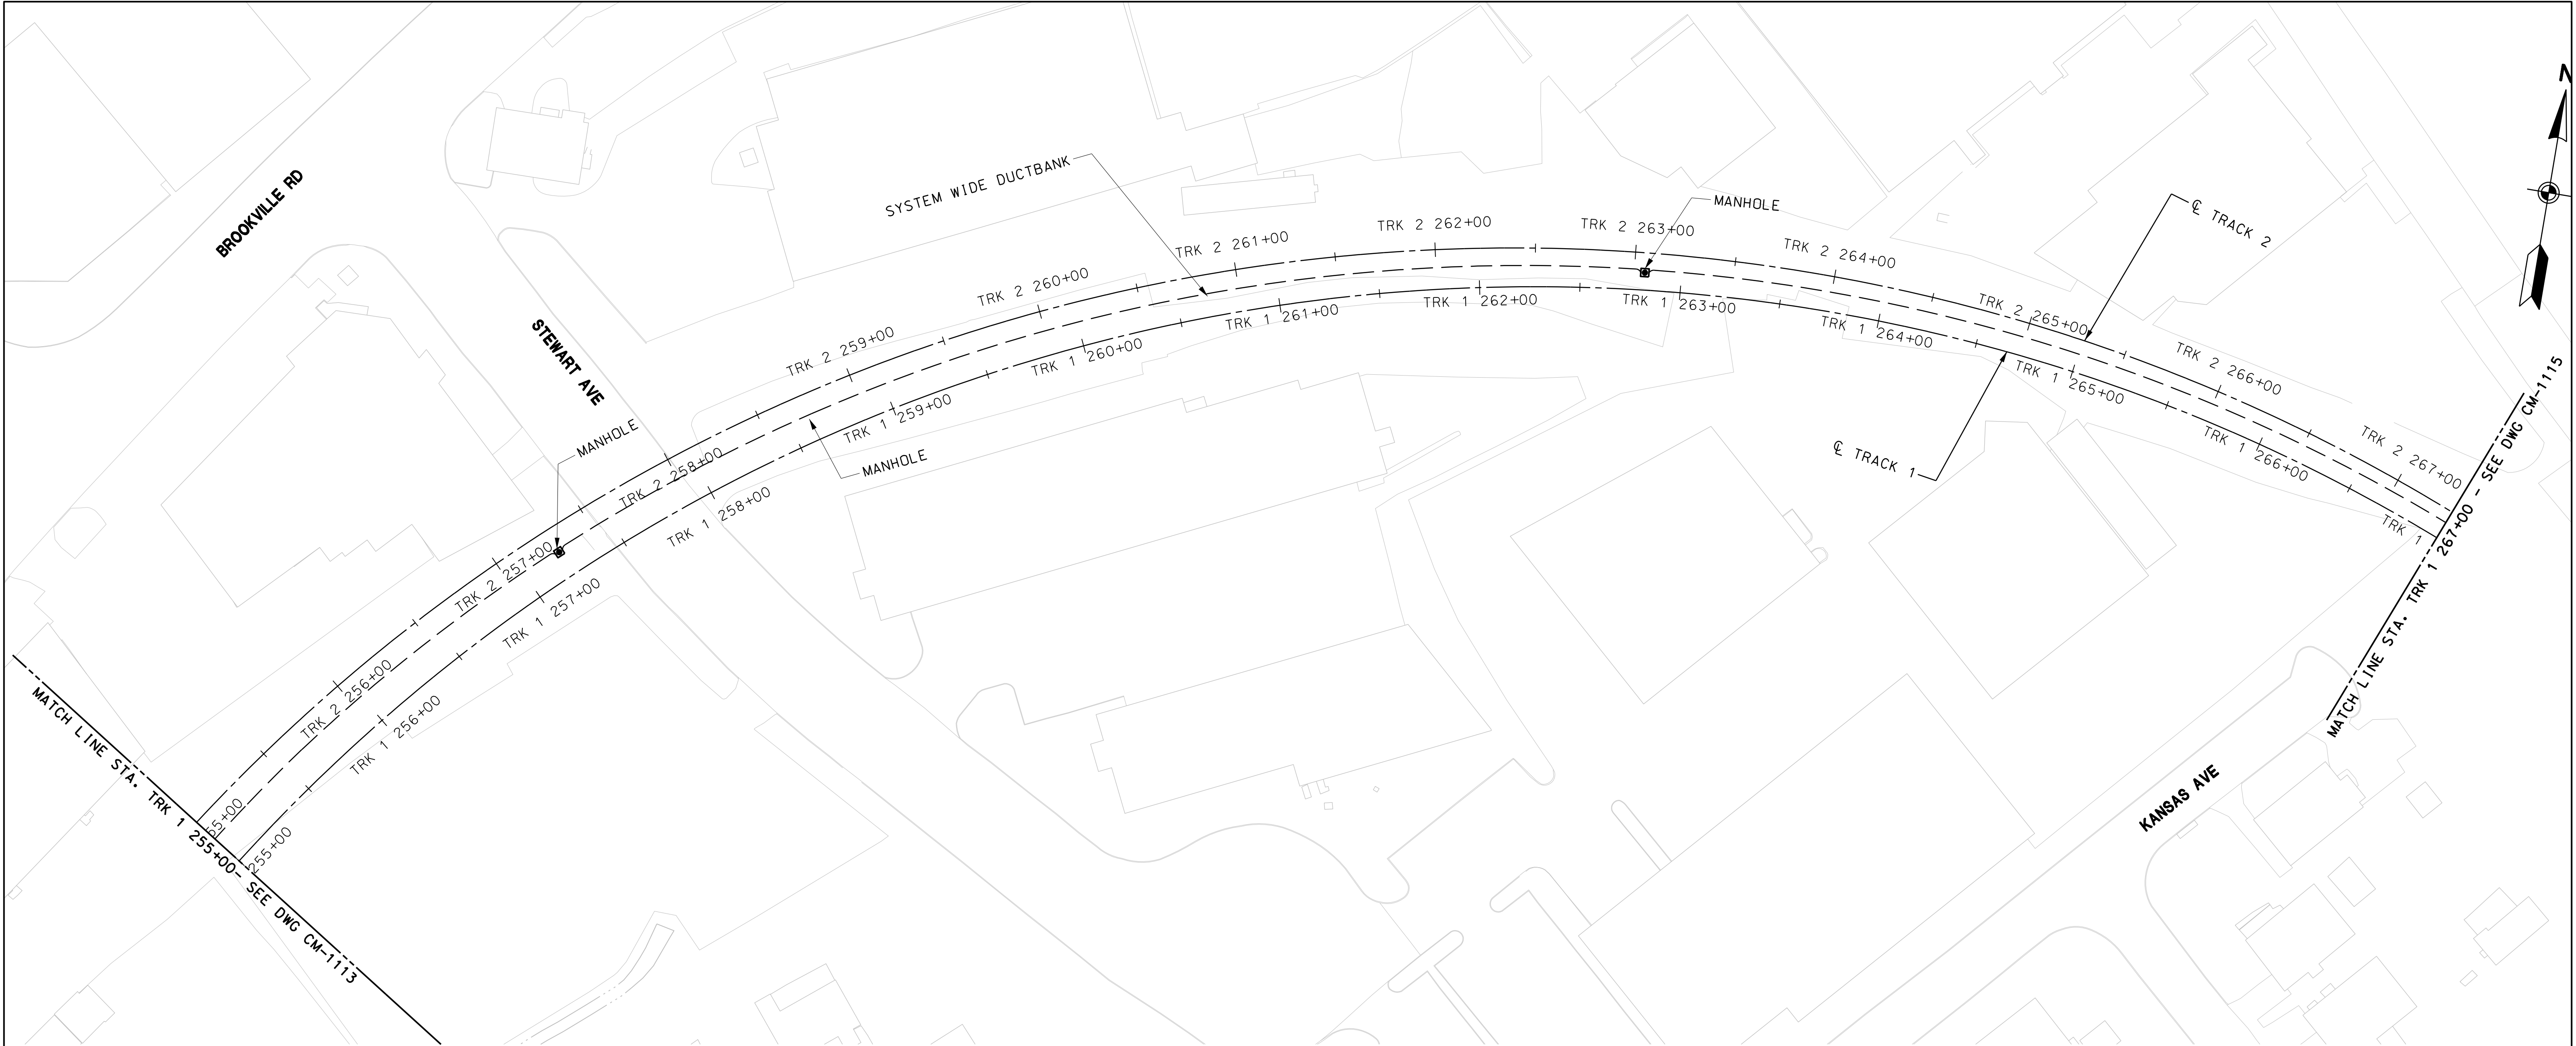 N
BROOKVILLE RD
STEWART AVE
SYSTEM WIDE DUCTBANK
MANHOLE
℄ TRACK 2
TRK 2 262+00
TRK 2 263+00
TRK 2 261+00
TRK 2 264+00
TRK 2 260+00
TRK 2 265+00
TRK 2 259+00
TRK 2 266+00
TRK 2 258+00
TRK 2 267+00
TRK 2 257+00
TRK 2 256+00
55+00
TRK 1 262+00
TRK 1 263+00
TRK 1 261+00
TRK 1 264+00
TRK 1 260+00
TRK 1 265+00
TRK 1 259+00
TRK 1 266+00
TRK 1 258+00
TRK 1
TRK 1 257+00
TRK 1 256+00
255+00
MANHOLE
MANHOLE
℄ TRACK 1
MATCH LINE STA. TRK 1 267+00 - SEE DWG CM-1115
MATCH LINE STA. TRK 1 255+00- SEE DWG CM-1113
KANSAS AVE